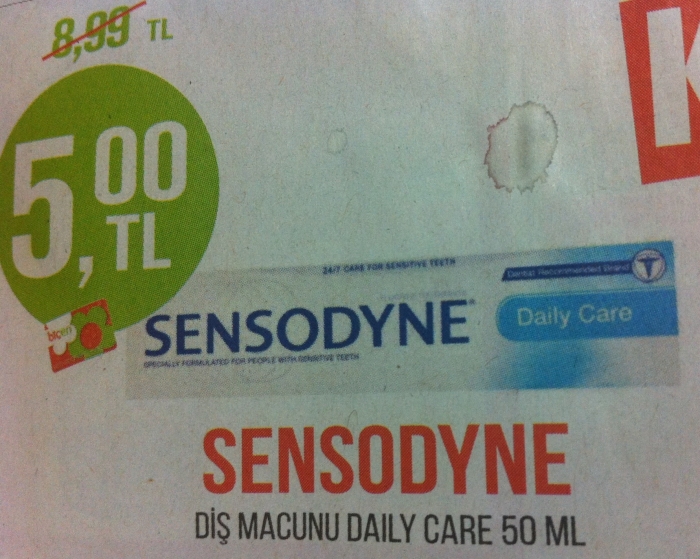 8,99 TL
5,00 TL
K
24/7 CARE FOR SENSITIVE TEETH
Dental Recommended Brand
SENSODYNE®
Daily Care
SPECIALLY FORMULATED FOR PEOPLE WITH SENSITIVE TEETH
biçen
SENSODYNE
DİŞ MACUNU DAILY CARE 50 ML